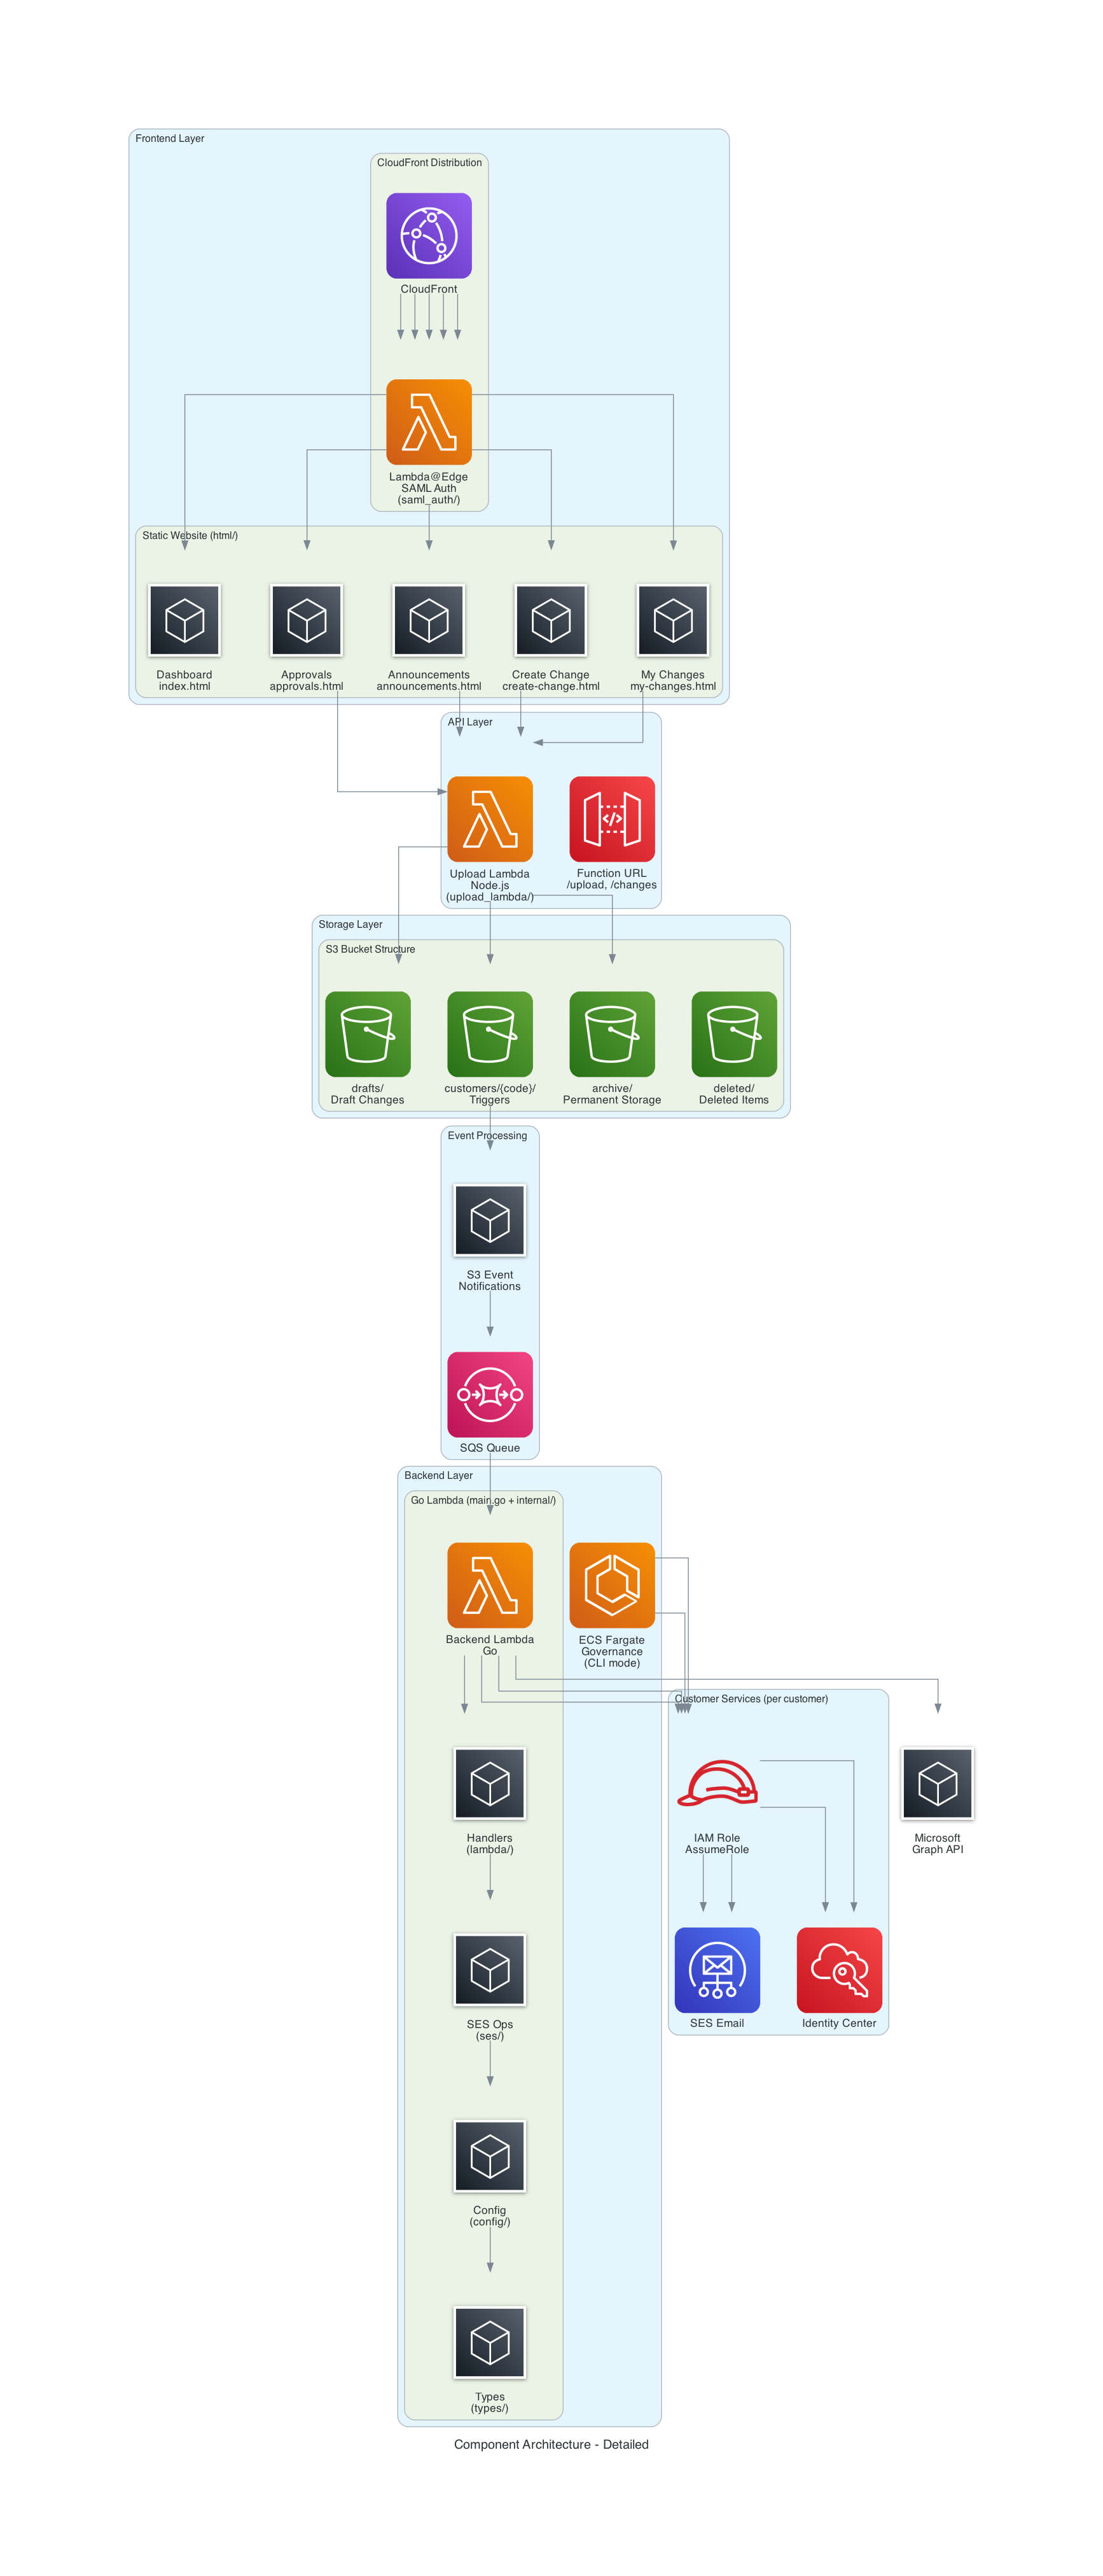 Frontend Layer
CloudFront Distribution
CloudFront
Lambda@Edge
SAML Auth
(saml_auth/)
Static Website (html/)
Dashboard
index.html
Approvals
approvals.html
Announcements
announcements.html
Create Change
create-change.html
My Changes
my-changes.html
API Layer
Upload Lambda
Node.js
(upload_lambda/)
Function URL
/upload, /changes
Storage Layer
S3 Bucket Structure
drafts/
Draft Changes
customers/{code}/
Triggers
archive/
Permanent Storage
deleted/
Deleted Items
Event Processing
S3 Event
Notifications
SQS Queue
Backend Layer
Go Lambda (main.go + internal/)
Backend Lambda
Go
ECS Fargate
Governance
(CLI mode)
Customer Services (per customer)
Handlers
(lambda/)
IAM Role
AssumeRole
Microsoft
Graph API
SES Ops
(ses/)
SES Email
Identity Center
Config
(config/)
Types
(types/)
Component Architecture - Detailed